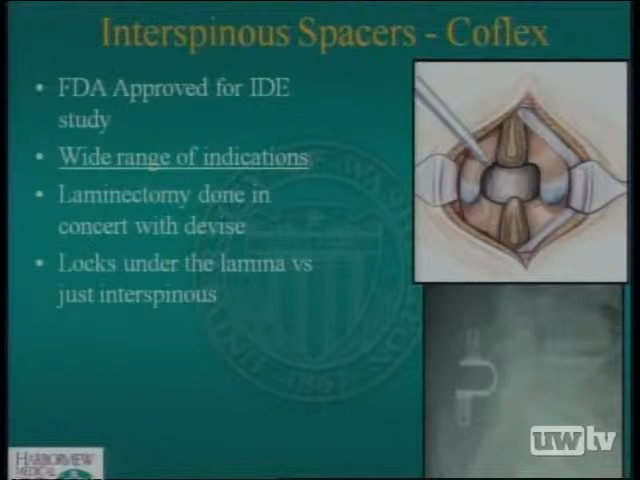 Interspinous Spacers - Coflex
• FDA Approved for IDE
study
• Wide range of indications
• Laminectomy done in
concert with devise
• Locks under the lamina vs
just interspinous
HARBORVIEW
MEDICAL
uwtv